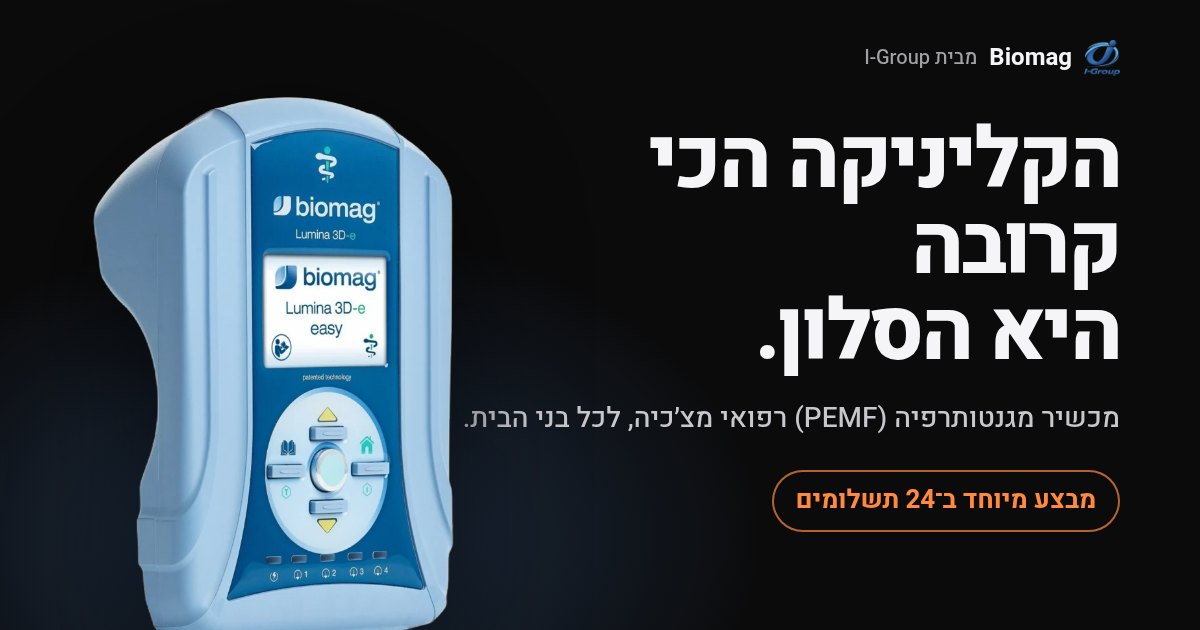 Biomag מבית I-Group
I-Group
הקליניקה הכי
קרובה
היא הסלון.
מכשיר מגנטותרפיה (PEMF) רפואי מצ׳כיה, לכל בני הבית.
מבצע מיוחד ב־24 תשלומים
biomag
Lumina 3D-e
biomag
Lumina 3D-e
easy
patented technology
1 2 3 4